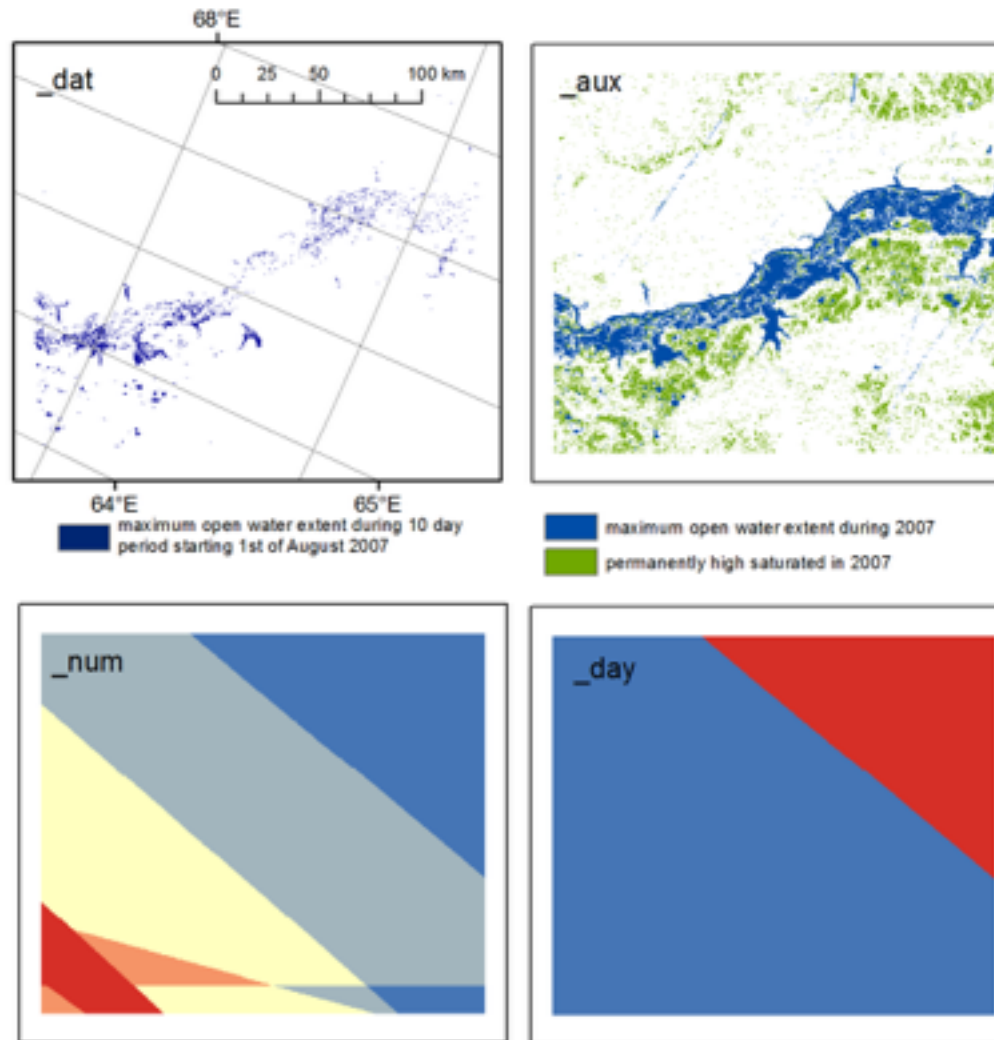 68°E
_dat
0 25 50 100 km
_aux
64°E 65°E
maximum open water extent during 10 day
period starting 1st of August 2007
maximum open water extent during 2007
permanently high saturated in 2007
_num
_day